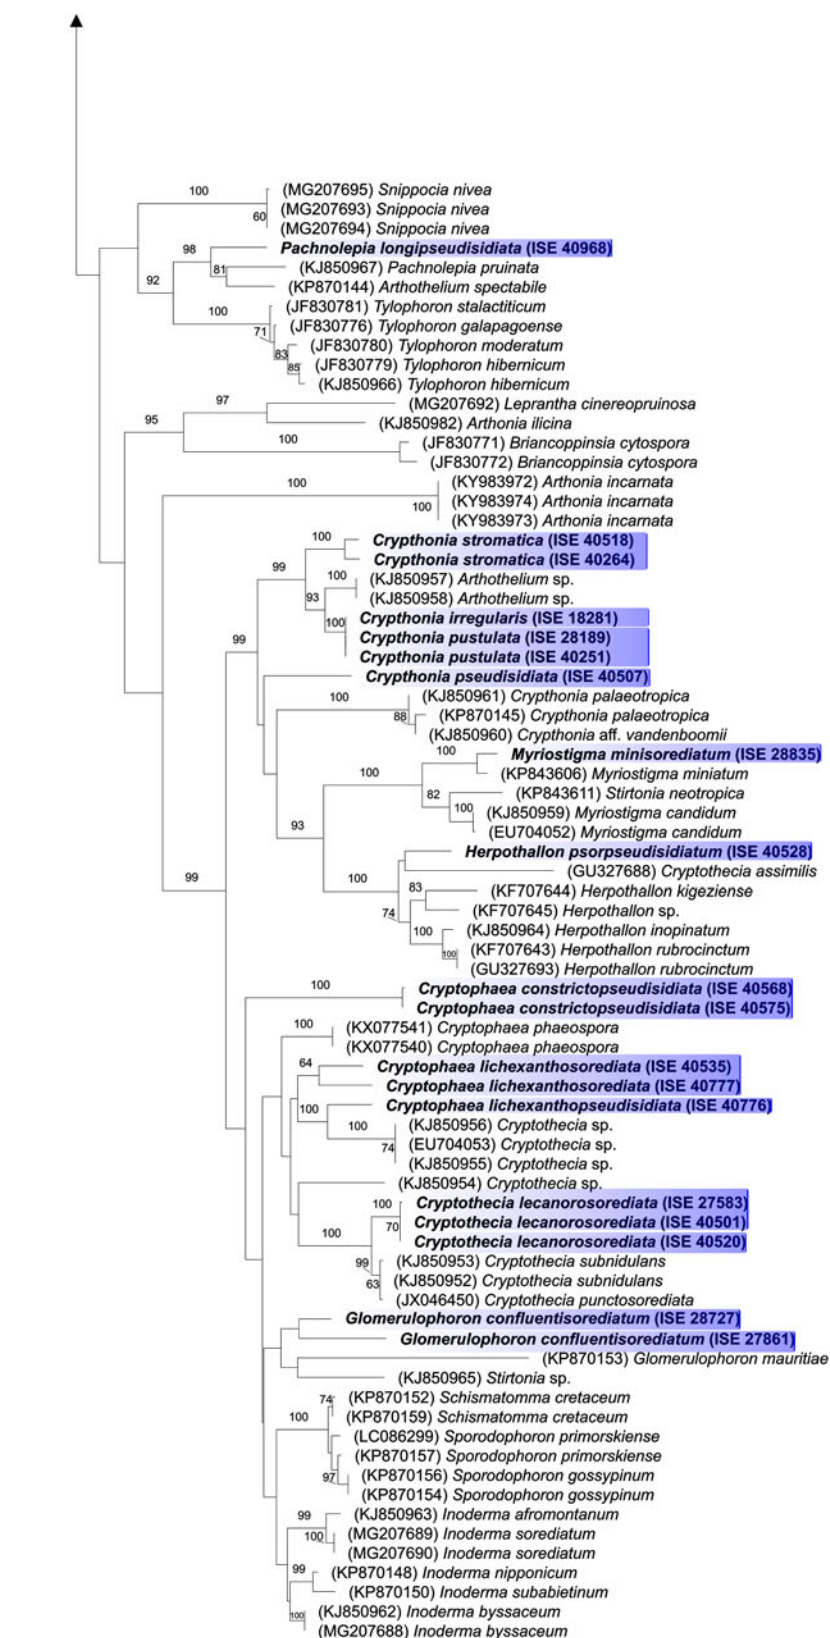 100
(MG207695) Snippocia nivea
(MG207693) Snippocia nivea
60
(MG207694) Snippocia nivea
98
Pachnolepia longipseudisidiata (ISE 40968)
81
(KJ850967) Pachnolepia pruinata
92
(KP870144) Arthothelium spectabile
100
(JF830781) Tylophoron stalactiticum
71
(JF830776) Tylophoron galapagoense
(JF830780) Tylophoron moderatum
83
(JF830779) Tylophoron hibernicum
85
(KJ850966) Tylophoron hibernicum
97
(MG207692) Leprantha cinereopruinosa
95
(KJ850982) Arthonia ilicina
100
(JF830771) Briancoppinsia cytospora
(JF830772) Briancoppinsia cytospora
100
(KY983972) Arthonia incarnata
100
(KY983974) Arthonia incarnata
(KY983973) Arthonia incarnata
100
Crypthonia stromatica (ISE 40518)
Crypthonia stromatica (ISE 40264)
99
100
(KJ850957) Arthothelium sp.
93
(KJ850958) Arthothelium sp.
100
Crypthonia irregularis (ISE 18281)
99
Crypthonia pustulata (ISE 28189)
Crypthonia pustulata (ISE 40251)
Crypthonia pseudisidiata (ISE 40507)
100
(KJ850961) Crypthonia palaeotropica
88
(KP870145) Crypthonia palaeotropica
(KJ850960) Crypthonia aff. vandenboomii
100
Myriostigma minisorediatum (ISE 28835)
100
(KP843606) Myriostigma miniatum
82
(KP843611) Stirtonia neotropica
100
(KJ850959) Myriostigma candidum
93
(EU704052) Myriostigma candidum
Herpothallon psorpseudisidiatum (ISE 40528)
99
100
(GU327688) Cryptothecia assimilis
83
(KF707644) Herpothallon kigeziense
74
(KF707645) Herpothallon sp.
100
(KJ850964) Herpothallon inopinatum
100
(KF707643) Herpothallon rubrocinctum
(GU327693) Herpothallon rubrocinctum
100
Cryptophaea constrictopseudisidiata (ISE 40568)
Cryptophaea constrictopseudisidiata (ISE 40575)
100
(KX077541) Cryptophaea phaeospora
(KX077540) Cryptophaea phaeospora
64
Cryptophaea lichexanthosorediata (ISE 40535)
Cryptophaea lichexanthosorediata (ISE 40777)
100
Cryptophaea lichexanthopseudisidiata (ISE 40776)
100
(KJ850956) Cryptothecia sp.
74
(EU704053) Cryptothecia sp.
(KJ850955) Cryptothecia sp.
(KJ850954) Cryptothecia sp.
100
Cryptothecia lecanorosorediata (ISE 27583)
70
Cryptothecia lecanorosorediata (ISE 40501)
100
Cryptothecia lecanorosorediata (ISE 40520)
99
(KJ850953) Cryptothecia subnidulans
63
(KJ850952) Cryptothecia subnidulans
(JX046450) Cryptothecia punctosorediata
Glomerulophoron confluentisorediatum (ISE 28727)
Glomerulophoron confluentisorediatum (ISE 27861)
(KP870153) Glomerulophoron mauritiae
(KJ850965) Stirtonia sp.
74
(KP870152) Schismatomma cretaceum
100
(KP870159) Schismatomma cretaceum
(LC086299) Sporodophoron primorskiense
(KP870157) Sporodophoron primorskiense
97
(KP870156) Sporodophoron gossypinum
(KP870154) Sporodophoron gossypinum
99
(KJ850963) Inoderma afromontanum
100
(MG207689) Inoderma sorediatum
(MG207690) Inoderma sorediatum
99
(KP870148) Inoderma nipponicum
(KP870150) Inoderma subabietinum
100
(KJ850962) Inoderma byssaceum
(MG207688) Inoderma byssaceum